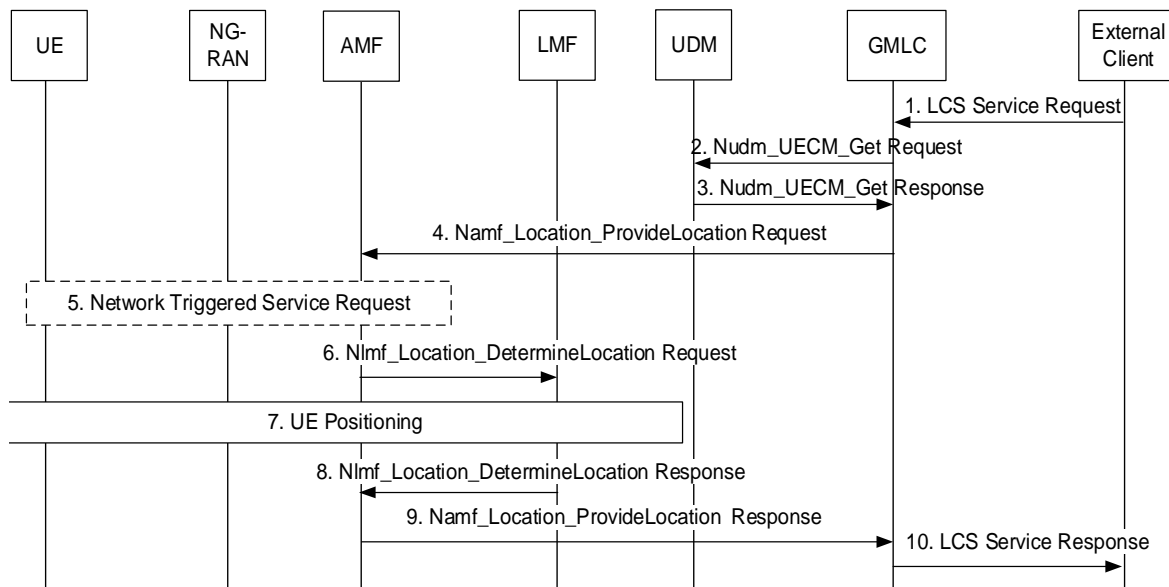 UE
NG-
RAN
AMF
LMF
UDM
GMLC
External
Client
1. LCS Service Request
2. Nudm_UECM_Get Request
3. Nudm_UECM_Get Response
4. Namf_Location_ProvideLocation Request
5. Network Triggered Service Request
6. Nlmf_Location_DetermineLocation Request
7. UE Positioning
8. Nlmf_Location_DetermineLocation Response
9. Namf_Location_ProvideLocation Response
10. LCS Service Response